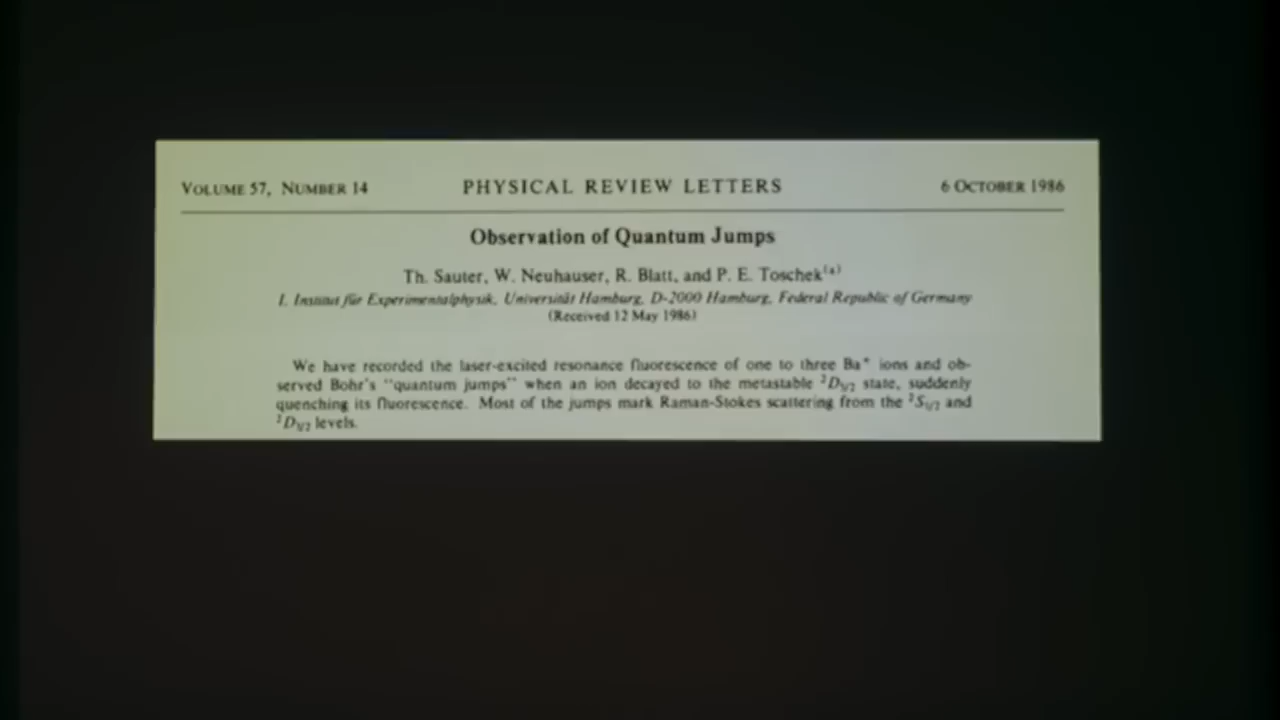 VOLUME 57, NUMBER 14 PHYSICAL REVIEW LETTERS 6 OCTOBER 1986
Observation of Quantum Jumps
Th. Sauter, W. Neuhauser, R. Blatt, and P. E. Toschek⁽ᵃ⁾
I. Institut für Experimentalphysik, Universität Hamburg, D-2000 Hamburg, Federal Republic of Germany
(Received 12 May 1986)
We have recorded the laser-excited resonance fluorescence of one to three Ba⁺ ions and ob-
served Bohr's "quantum jumps" when an ion decayed to the metastable ²D₅/₂ state, suddenly
quenching its fluorescence. Most of the jumps mark Raman-Stokes scattering from the ²S₁/₂ and
²D₃/₂ levels.